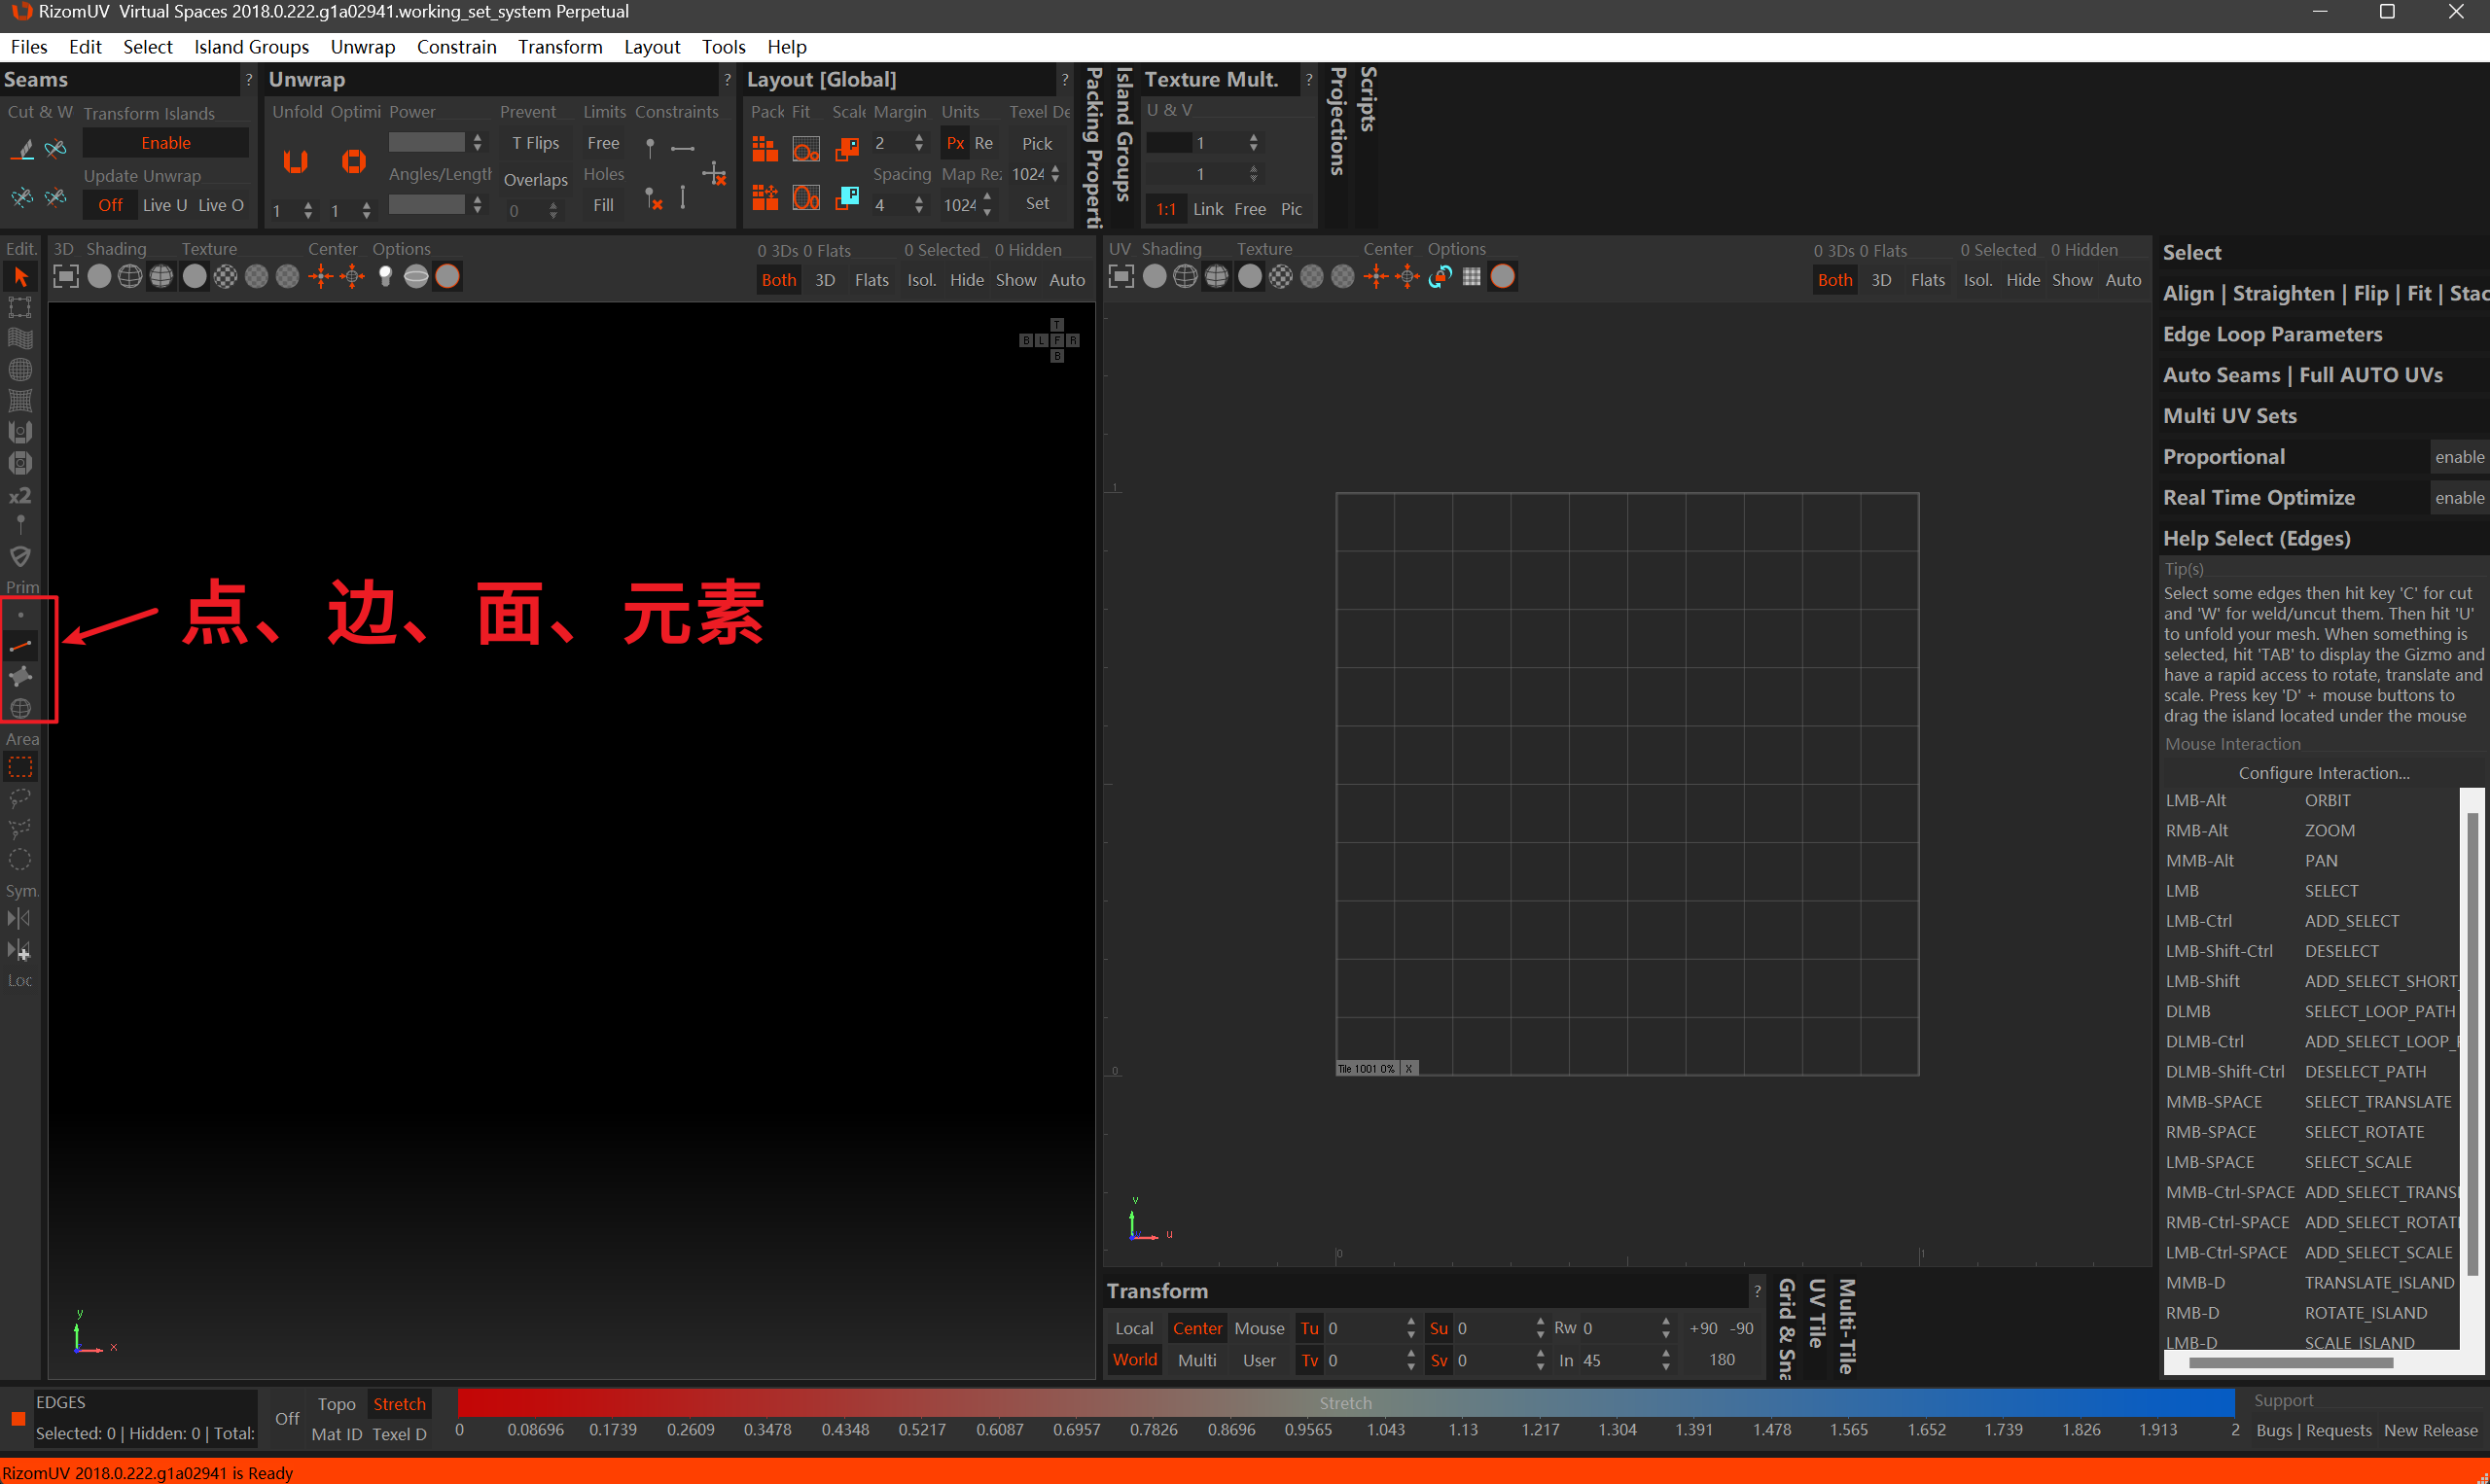 RizomUV Virtual Spaces 2018.0.222.g1a02941.working_set_system Perpetual
Files Edit Select Island Groups Unwrap Constrain Transform Layout Tools Help
Seams ? Unwrap ? Layout [Global] ? Packing Properti Island Groups Texture Mult. ? Projections Scripts
Cut & W Transform Islands Unfold Optimi Power Prevent Limits Constraints Pack Fit Scale Margin Units Texel De U & V
Enable T Flips Free 2 Px Re Pick 1
Update Unwrap Angles/Lengtł Overlaps Holes Spacing Map Re 1024 1
Off Live U Live O 1 1 0 Fill 4 1024 Set 1:1 Link Free Pic
Edit. 3D Shading Texture Center Options 0 3Ds 0 Flats 0 Selected 0 Hidden UV Shading Texture Center Options 0 3Ds 0 Flats 0 Selected 0 Hidden
Both 3D Flats Isol. Hide Show Auto Both 3D Flats Isol. Hide Show Auto
T
B L F R
B
x2
Prim
点、边、面、元素
Area
Sym.
Loc
1
0
Tile 1001 0% X
0 1
v
u
y
x
Select
Align | Straighten | Flip | Fit | Stac
Edge Loop Parameters
Auto Seams | Full AUTO UVs
Multi UV Sets
Proportional enable
Real Time Optimize enable
Help Select (Edges)
Tip(s)
Select some edges then hit key 'C' for cut
and 'W' for weld/uncut them. Then hit 'U'
to unfold your mesh. When something is
selected, hit 'TAB' to display the Gizmo and
have a rapid access to rotate, translate and
scale. Press key 'D' + mouse buttons to
drag the island located under the mouse
Mouse Interaction
Configure Interaction...
LMB-Alt ORBIT
RMB-Alt ZOOM
MMB-Alt PAN
LMB SELECT
LMB-Ctrl ADD_SELECT
LMB-Shift-Ctrl DESELECT
LMB-Shift ADD_SELECT_SHORT_
DLMB SELECT_LOOP_PATH
DLMB-Ctrl ADD_SELECT_LOOP_
DLMB-Shift-Ctrl DESELECT_PATH
MMB-SPACE SELECT_TRANSLATE
RMB-SPACE SELECT_ROTATE
LMB-SPACE SELECT_SCALE
MMB-Ctrl-SPACE ADD_SELECT_TRANS
RMB-Ctrl-SPACE ADD_SELECT_ROTAT
LMB-Ctrl-SPACE ADD_SELECT_SCALE
MMB-D TRANSLATE_ISLAND
RMB-D ROTATE_ISLAND
LMB-D SCALE_ISLAND
Transform ? Grid & Sna UV Tile Multi-Tile
Local Center Mouse Tu 0 Su 0 Rw 0 +90 -90
World Multi User Tv 0 Sv 0 In 45 180
EDGES
Selected: 0 | Hidden: 0 | Total:
Off Topo Stretch
Mat ID Texel D
Stretch
0 0.08696 0.1739 0.2609 0.3478 0.4348 0.5217 0.6087 0.6957 0.7826 0.8696 0.9565 1.043 1.13 1.217 1.304 1.391 1.478 1.565 1.652 1.739 1.826 1.913 2
Support
Bugs | Requests New Release
RizomUV 2018.0.222.g1a02941 is Ready